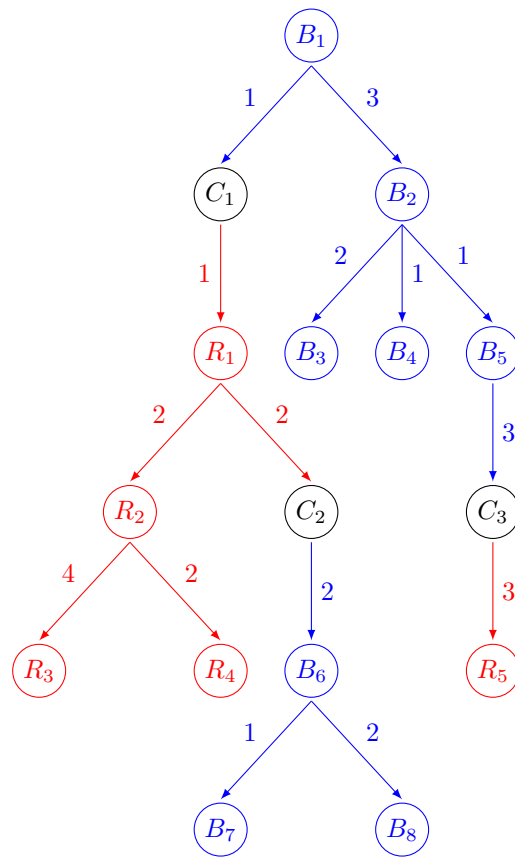 B₁
1 3
C₁ B₂
1 2 1 1
R₁ B₃ B₄ B₅
2 2 3
R₂ C₂ C₃
4 2 2 3
R₃ R₄ B₆ R₅
1 2
B₇ B₈